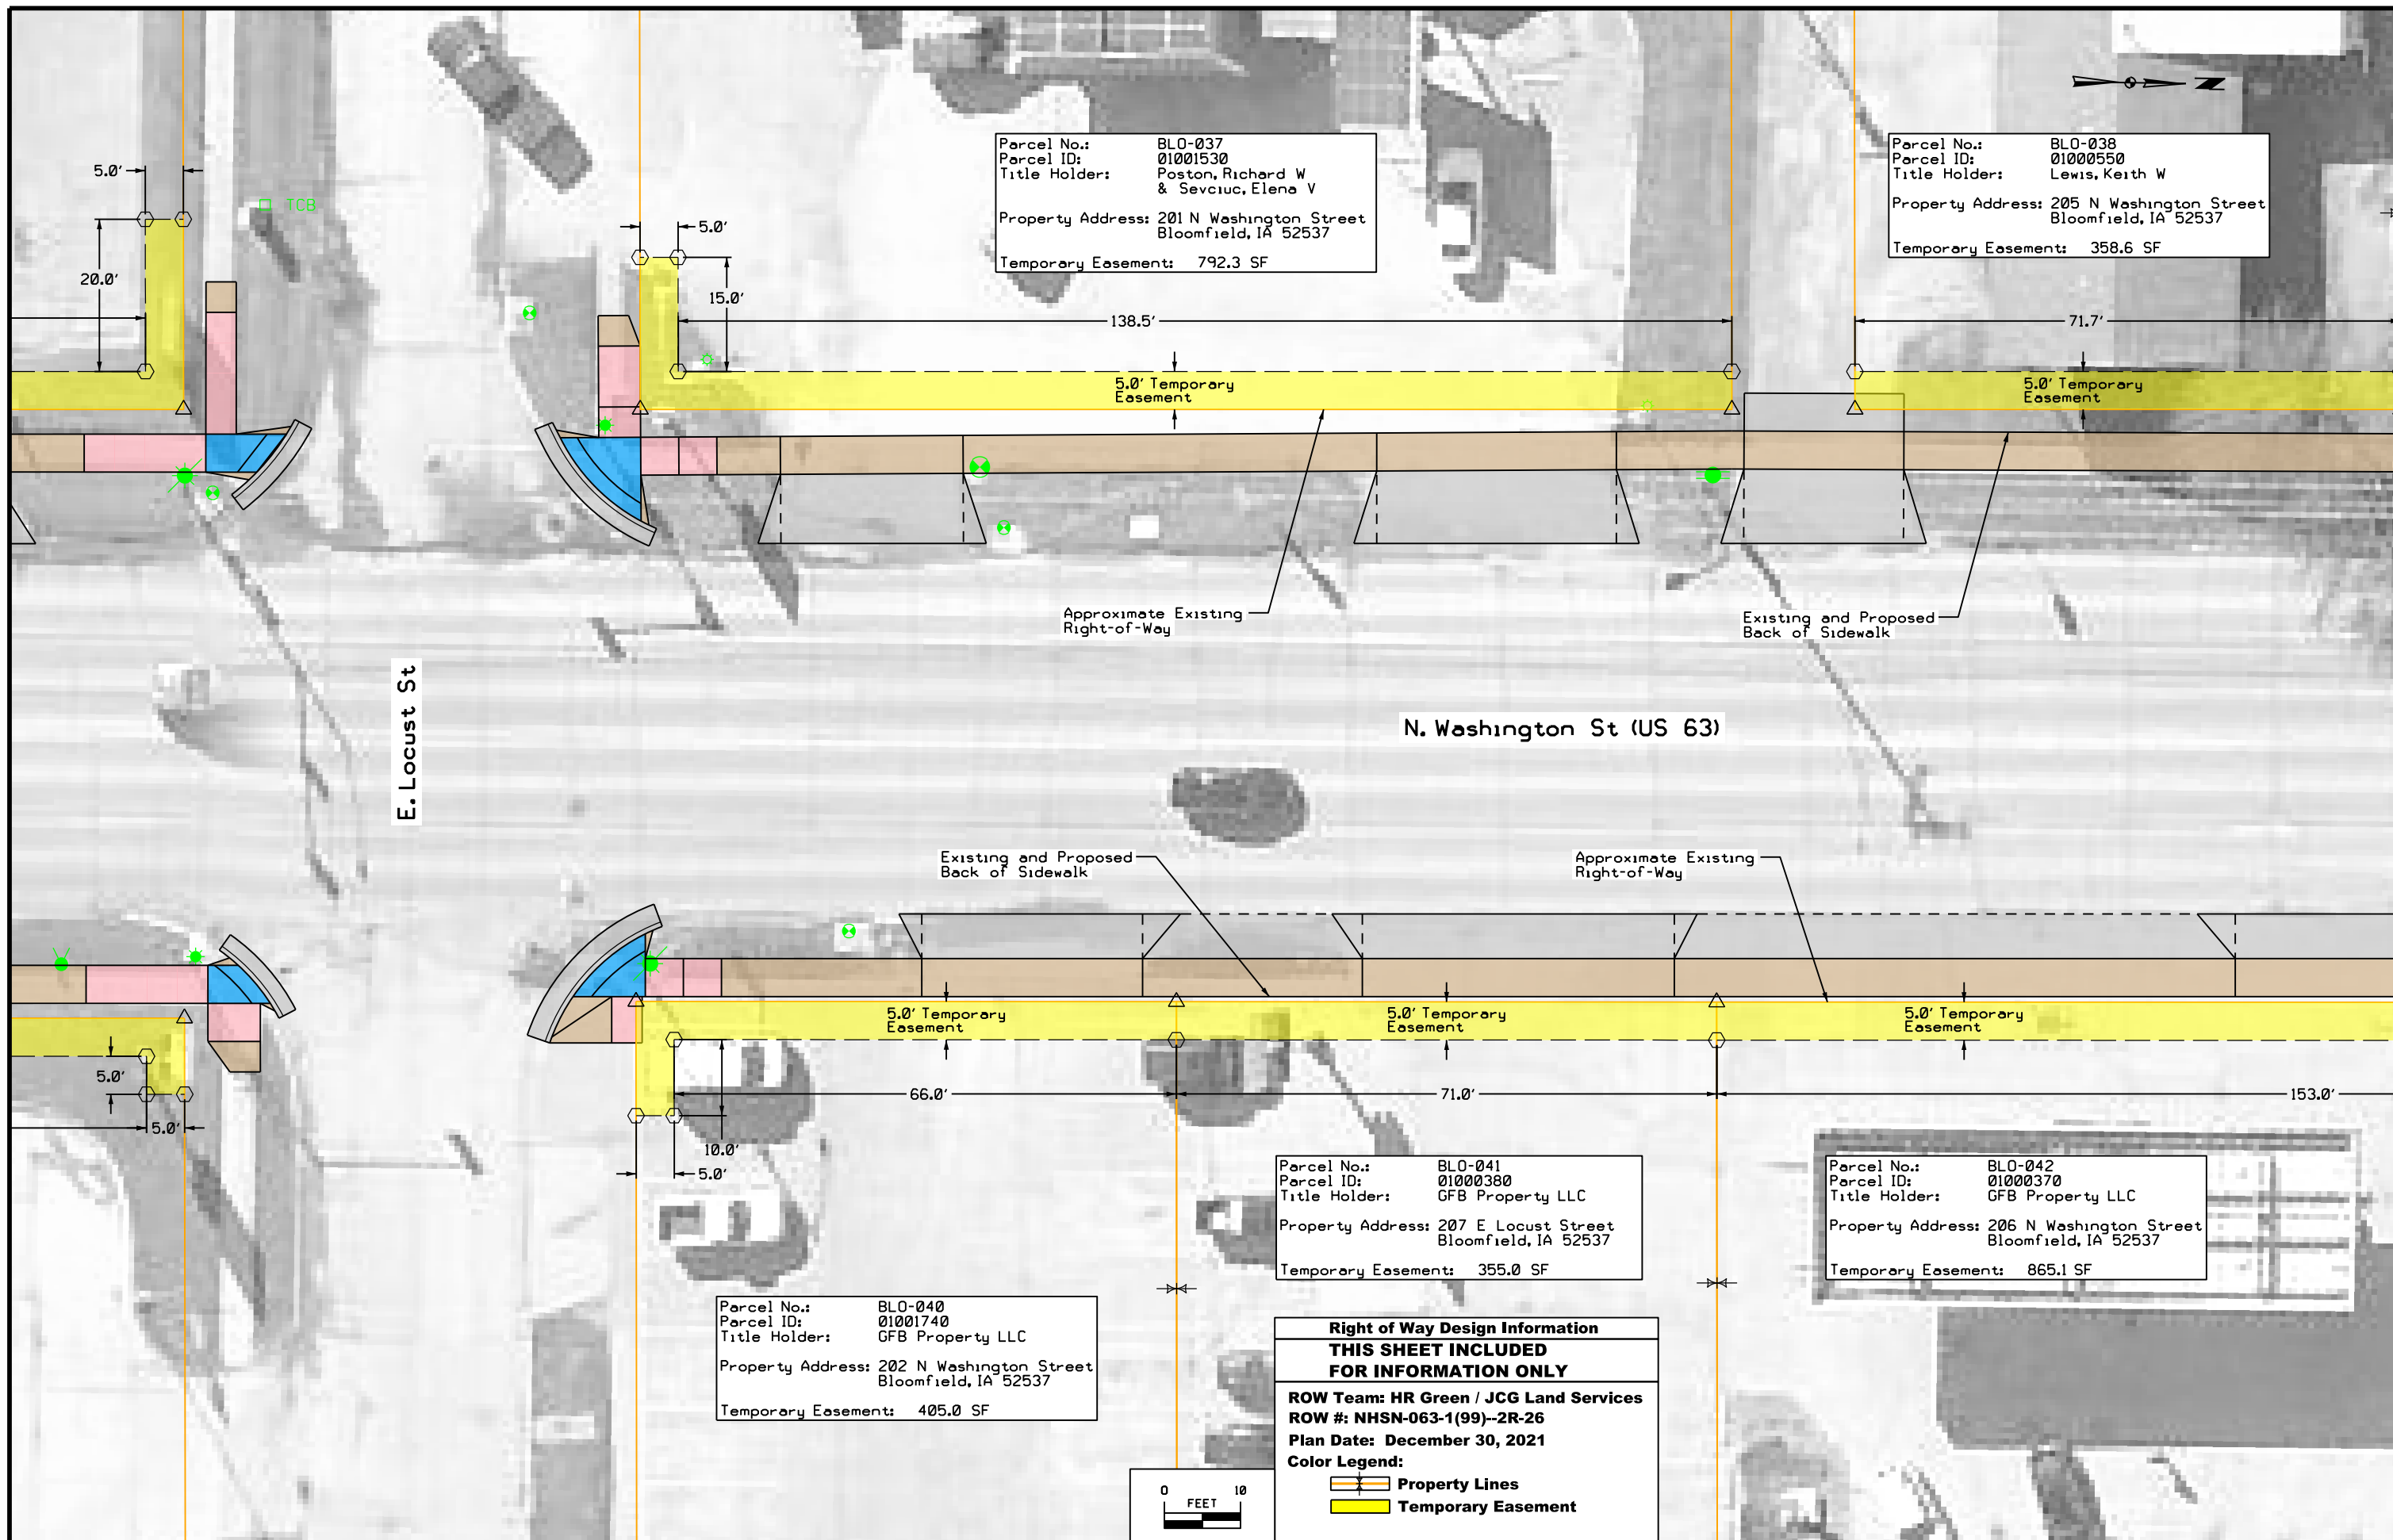 5.0'
TCB
20.0'
5.0'
15.0'
Parcel No.: BLO-037
Parcel ID: 01001530
Title Holder: Poston, Richard W
& Sevciuc, Elena V
Property Address: 201 N Washington Street
Bloomfield, IA 52537
Temporary Easement: 792.3 SF
Parcel No.: BLO-038
Parcel ID: 01000550
Title Holder: Lewis, Keith W
Property Address: 205 N Washington Street
Bloomfield, IA 52537
Temporary Easement: 358.6 SF
N
138.5'
71.7'
5.0' Temporary
Easement
5.0' Temporary
Easement
Approximate Existing
Right-of-Way
Existing and Proposed
Back of Sidewalk
E. Locust St
N. Washington St (US 63)
Existing and Proposed
Back of Sidewalk
Approximate Existing
Right-of-Way
5.0' Temporary
Easement
5.0' Temporary
Easement
5.0' Temporary
Easement
5.0'
5.0'
66.0'
71.0'
153.0'
10.0'
5.0'
Parcel No.: BLO-041
Parcel ID: 01000380
Title Holder: GFB Property LLC
Property Address: 207 E Locust Street
Bloomfield, IA 52537
Temporary Easement: 355.0 SF
Parcel No.: BLO-042
Parcel ID: 01000370
Title Holder: GFB Property LLC
Property Address: 206 N Washington Street
Bloomfield, IA 52537
Temporary Easement: 865.1 SF
Parcel No.: BLO-040
Parcel ID: 01001740
Title Holder: GFB Property LLC
Property Address: 202 N Washington Street
Bloomfield, IA 52537
Temporary Easement: 405.0 SF
Right of Way Design Information
THIS SHEET INCLUDED
FOR INFORMATION ONLY
ROW Team: HR Green / JCG Land Services
ROW #: NHSN-063-1(99)--2R-26
Plan Date: December 30, 2021
Color Legend:
Property Lines
Temporary Easement
0 10
FEET